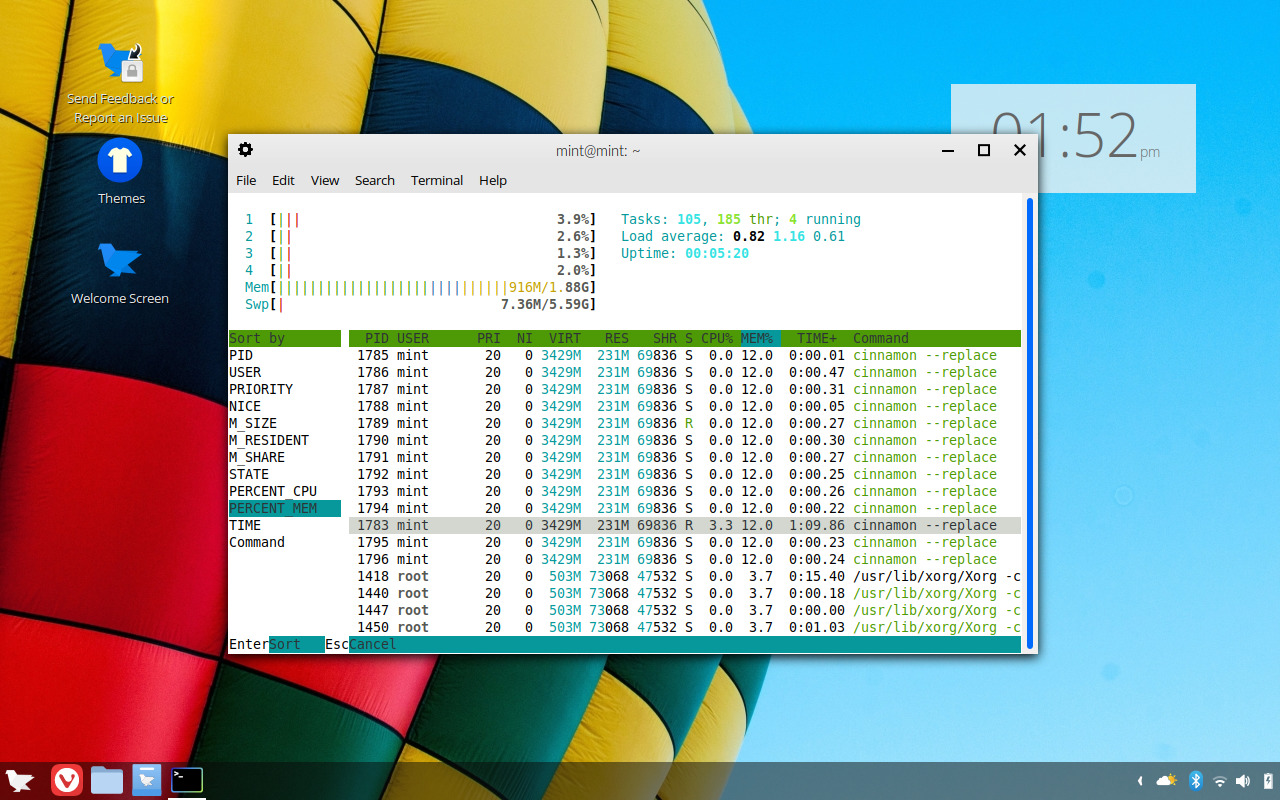 Send Feedback or
Report an Issue
Themes
Welcome Screen
01:52 pm
mint@mint: ~
File Edit View Search Terminal Help
1 [||| 3.9%] Tasks: 105, 185 thr; 4 running
2 [|| 2.6%] Load average: 0.82 1.16 0.61
3 [|| 1.3%] Uptime: 00:05:20
4 [|| 2.0%]
Mem[|||||||||||||||||||||||||||||916M/1.88G]
Swp[| 7.36M/5.59G]
Sort by PID USER PRI NI VIRT RES SHR S CPU% MEM% TIME+ Command
PID 1785 mint 20 0 3429M 231M 69836 S 0.0 12.0 0:00.01 cinnamon --replace
USER 1786 mint 20 0 3429M 231M 69836 S 0.0 12.0 0:00.47 cinnamon --replace
PRIORITY 1787 mint 20 0 3429M 231M 69836 S 0.0 12.0 0:00.31 cinnamon --replace
NICE 1788 mint 20 0 3429M 231M 69836 S 0.0 12.0 0:00.05 cinnamon --replace
M_SIZE 1789 mint 20 0 3429M 231M 69836 R 0.0 12.0 0:00.27 cinnamon --replace
M_RESIDENT 1790 mint 20 0 3429M 231M 69836 S 0.0 12.0 0:00.30 cinnamon --replace
M_SHARE 1791 mint 20 0 3429M 231M 69836 S 0.0 12.0 0:00.27 cinnamon --replace
STATE 1792 mint 20 0 3429M 231M 69836 S 0.0 12.0 0:00.25 cinnamon --replace
PERCENT_CPU 1793 mint 20 0 3429M 231M 69836 S 0.0 12.0 0:00.26 cinnamon --replace
PERCENT_MEM 1794 mint 20 0 3429M 231M 69836 S 0.0 12.0 0:00.22 cinnamon --replace
TIME 1783 mint 20 0 3429M 231M 69836 R 3.3 12.0 1:09.86 cinnamon --replace
Command 1795 mint 20 0 3429M 231M 69836 S 0.0 12.0 0:00.23 cinnamon --replace
1796 mint 20 0 3429M 231M 69836 S 0.0 12.0 0:00.24 cinnamon --replace
1418 root 20 0 503M 73068 47532 S 0.0 3.7 0:15.40 /usr/lib/xorg/Xorg -c
1440 root 20 0 503M 73068 47532 S 0.0 3.7 0:00.18 /usr/lib/xorg/Xorg -c
1447 root 20 0 503M 73068 47532 S 0.0 3.7 0:00.00 /usr/lib/xorg/Xorg -c
1450 root 20 0 503M 73068 47532 S 0.0 3.7 0:01.03 /usr/lib/xorg/Xorg -c
EnterSort EscCancel